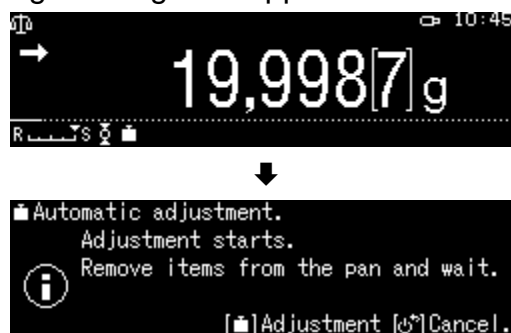 10:45
19,998[7] g
R S
Automatic adjustment.
Adjustment starts.
Remove items from the pan and wait.
[ ]Adjustment [ ]Cancel.